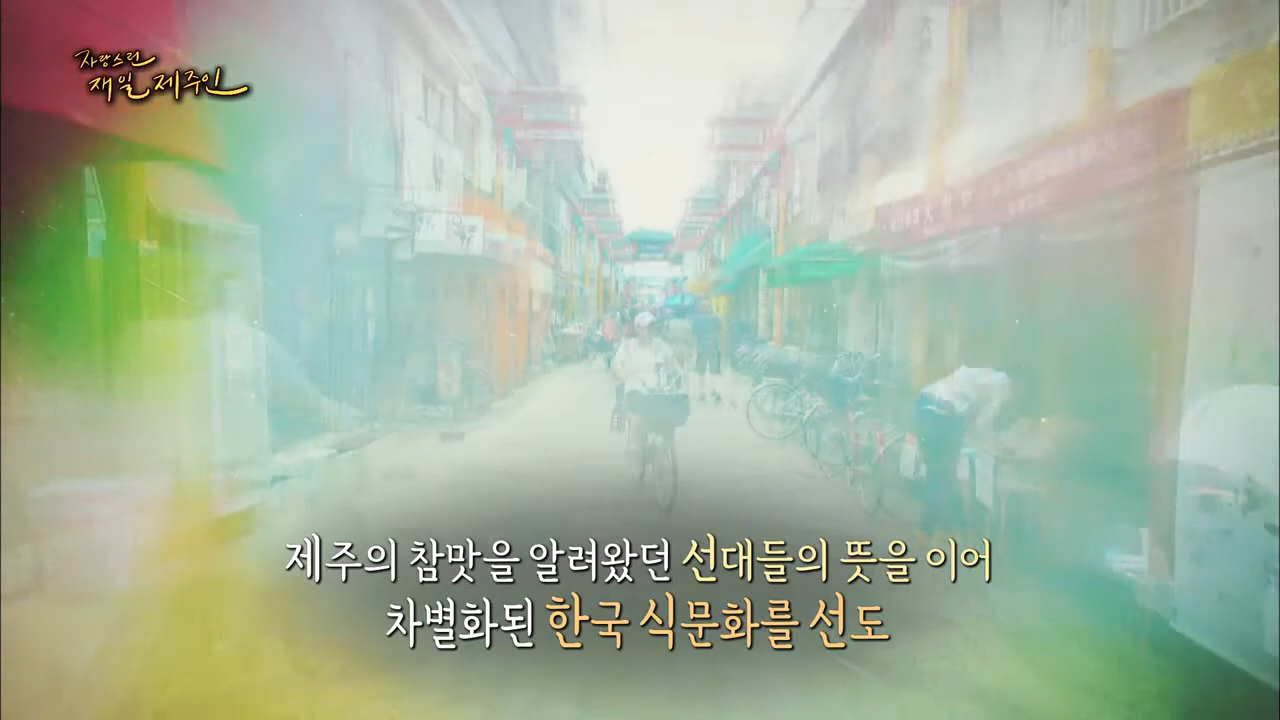 자랑스런
재일 제주인
제주의 참맛을 알려왔던 선대들의 뜻을 이어
차별화된 한국 식문화를 선도